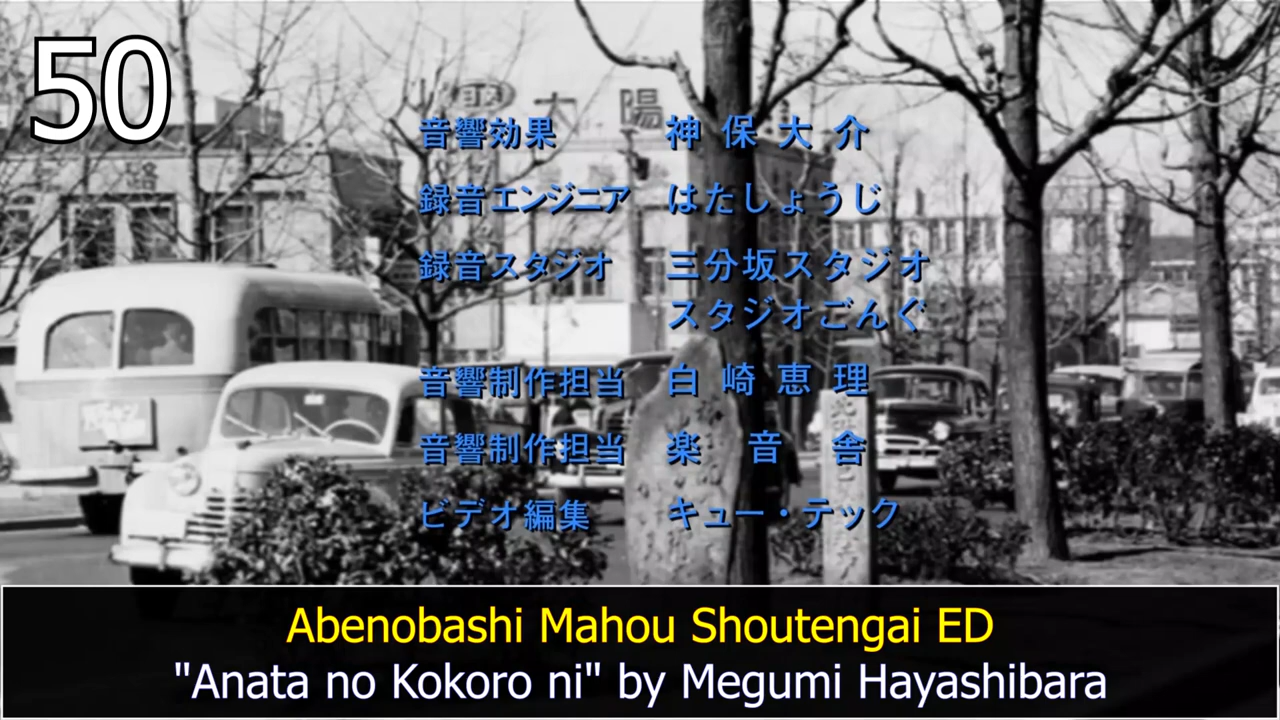 50
太陽
音響効果 神保大介
録音エンジニア はたしょうじ
録音スタジオ 三分坂スタジオ
スタジオごんぐ
音響制作担当 白崎恵理
音響制作担当 楽音舎
ビデオ編集 キュー・テック
Abenobashi Mahou Shoutengai ED
"Anata no Kokoro ni" by Megumi Hayashibara